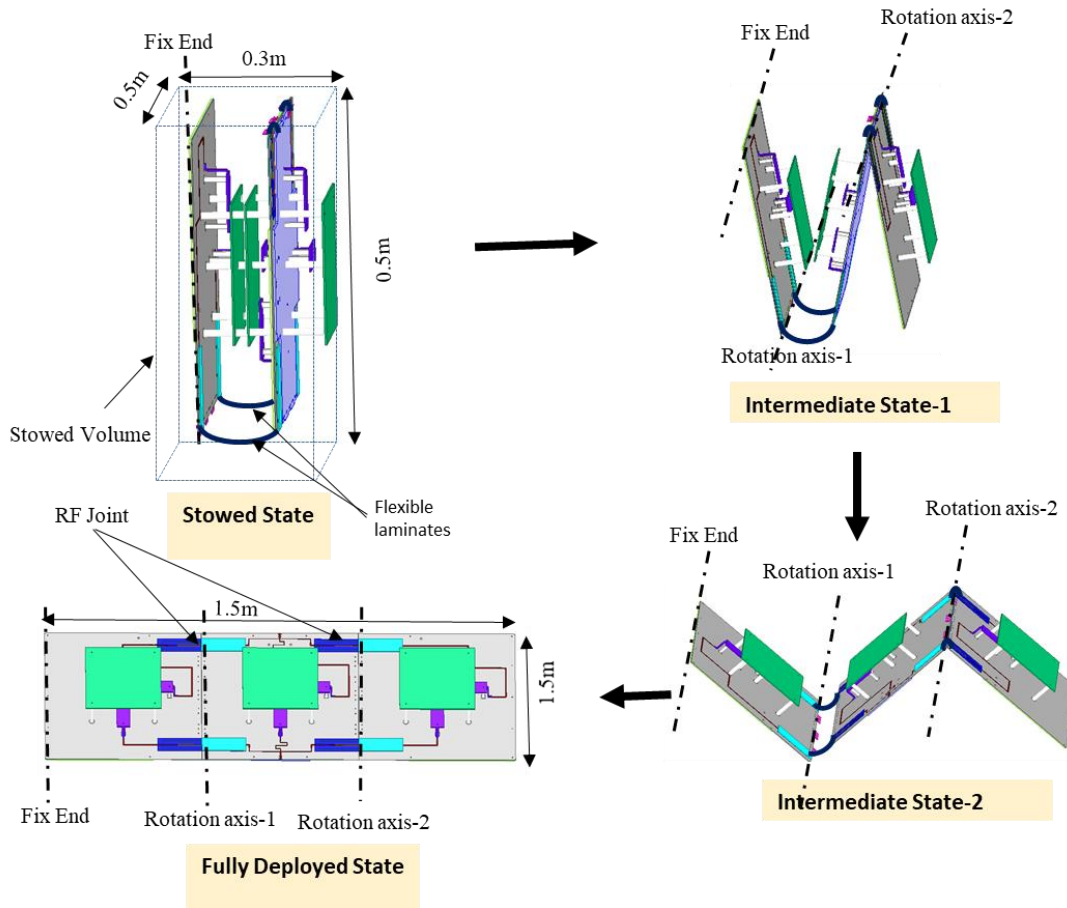 Fix End
0.3m
0.5m
0.5m
Stowed Volume
Stowed State
Flexible
laminates
Fix End
Rotation axis-2
Rotation axis-1
Intermediate State-1
RF Joint
1.5m
1.5m
Fix End
Rotation axis-1
Rotation axis-2
Fully Deployed State
Fix End
Rotation axis-1
Rotation axis-2
Intermediate State-2